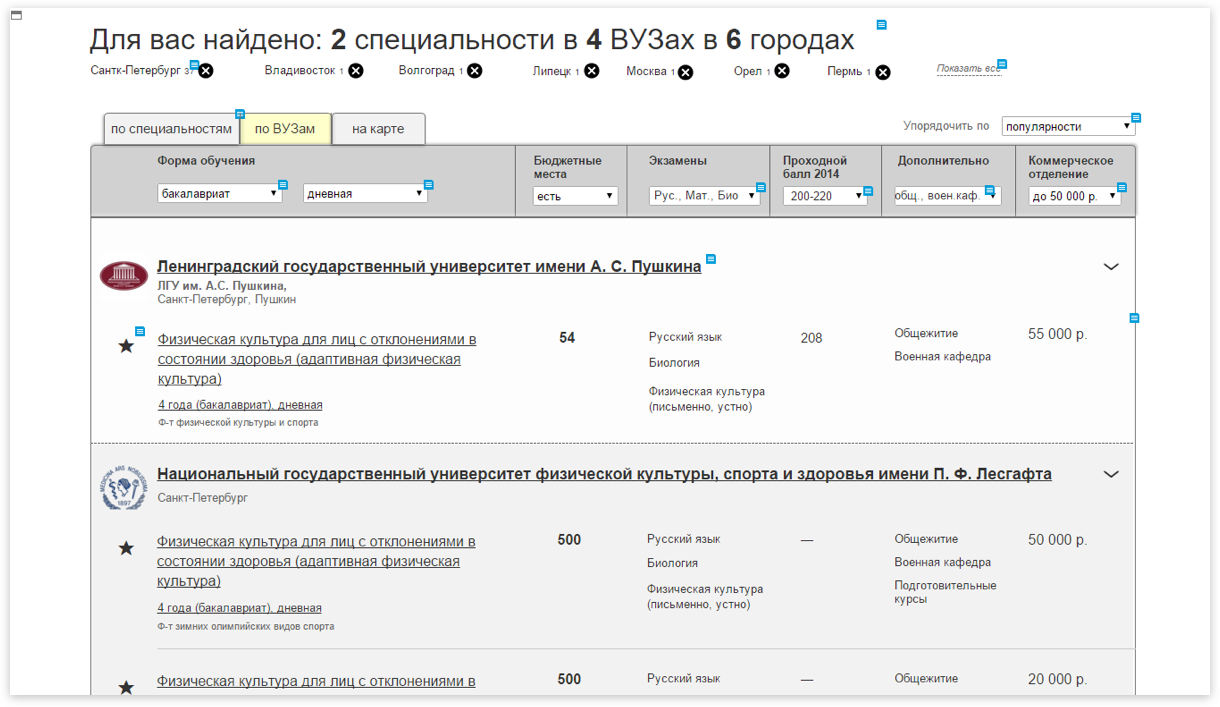 Для вас найдено: 2 специальности в 4 ВУЗах в 6 городах
Сантк-Петербург 37 Владивосток 1 Волгоград 1 Липецк 1 Москва 1 Орел 1 Пермь 1 Показать все
по специальностям по ВУЗам на карте
Упорядочить по популярности
Форма обучения Бюджетные места Экзамены Проходной балл 2014 Дополнительно Коммерческое отделение
бакалавриат дневная есть Рус., Мат., Био 200-220 общ., воен.каф. до 50 000 р.
Ленинградский государственный университет имени А. С. Пушкина
ЛГУ им. А.С. Пушкина,
Санкт-Петербург, Пушкин
Физическая культура для лиц с отклонениями в
состоянии здоровья (адаптивная физическая
культура)
4 года (бакалавриат), дневная
Ф-т физической культуры и спорта
54
Русский язык
Биология
Физическая культура
(письменно, устно)
208
Общежитие
Военная кафедра
55 000 р.
MEDICINA ARS NOBILISSIMA
1897
Национальный государственный университет физической культуры, спорта и здоровья имени П. Ф. Лесгафта
Санкт-Петербург
Физическая культура для лиц с отклонениями в
состоянии здоровья (адаптивная физическая
культура)
4 года (бакалавриат), дневная
Ф-т зимних олимпийских видов спорта
500
Русский язык
Биология
Физическая культура
(письменно, устно)
—
Общежитие
Военная кафедра
Подготовительные
курсы
50 000 р.
Физическая культура для лиц с отклонениями в
500
Русский язык
—
Общежитие
20 000 р.